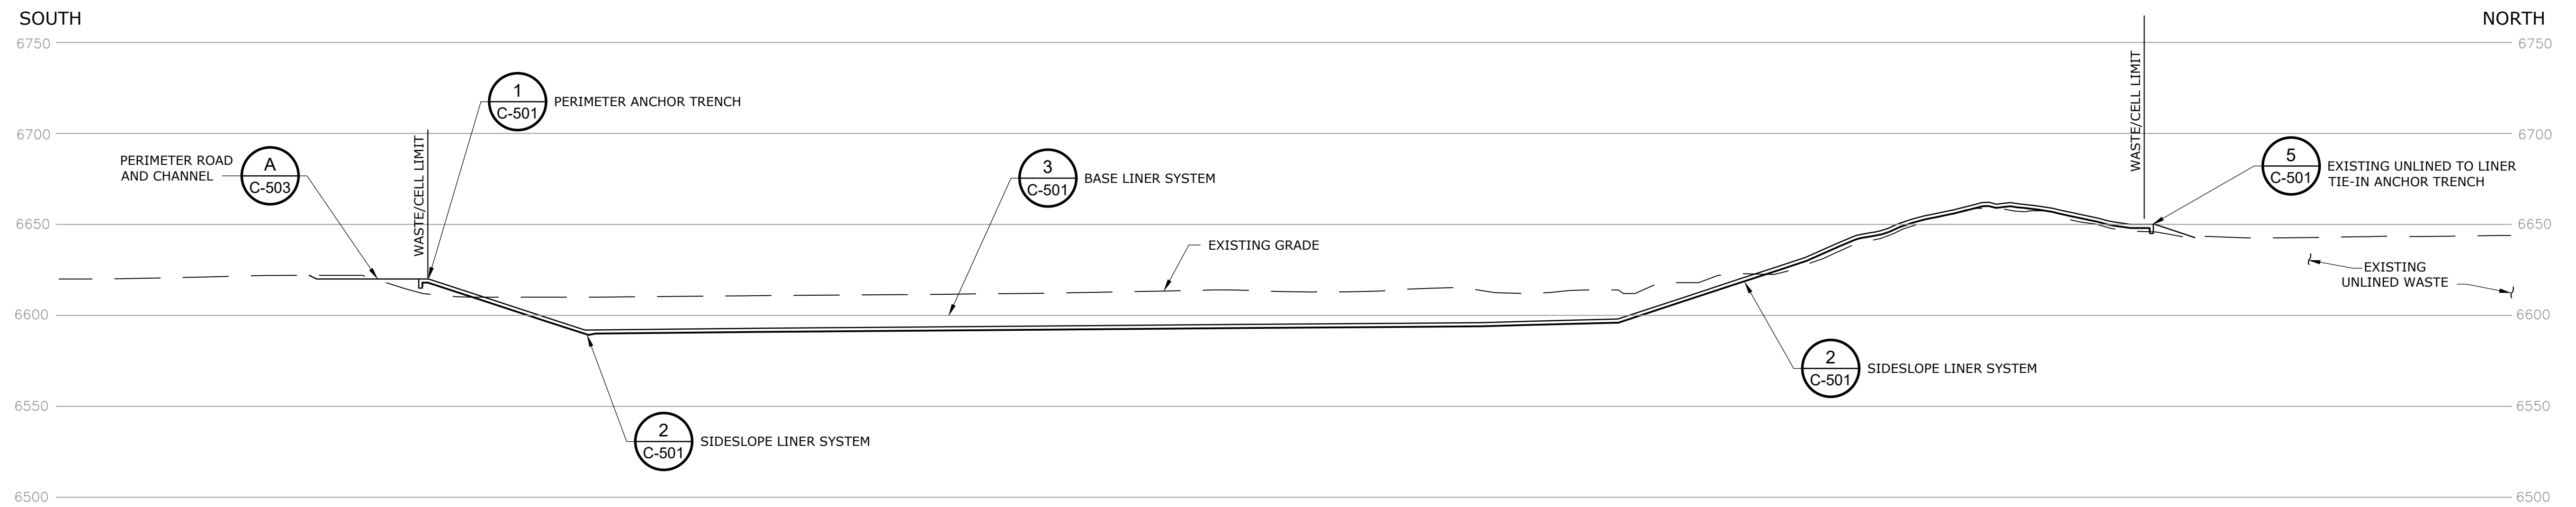 SOUTH
NORTH
6750
6750
1
C-501
PERIMETER ANCHOR TRENCH
WASTE/CELL LIMIT
6700
6700
WASTE/CELL LIMIT
PERIMETER ROAD
AND CHANNEL
A
C-503
3
C-501
BASE LINER SYSTEM
5
C-501
EXISTING UNLINED TO LINER
TIE-IN ANCHOR TRENCH
6650
6650
EXISTING GRADE
EXISTING
UNLINED WASTE
6600
6600
2
C-501
SIDESLOPE LINER SYSTEM
6550
6550
2
C-501
SIDESLOPE LINER SYSTEM
6500
6500